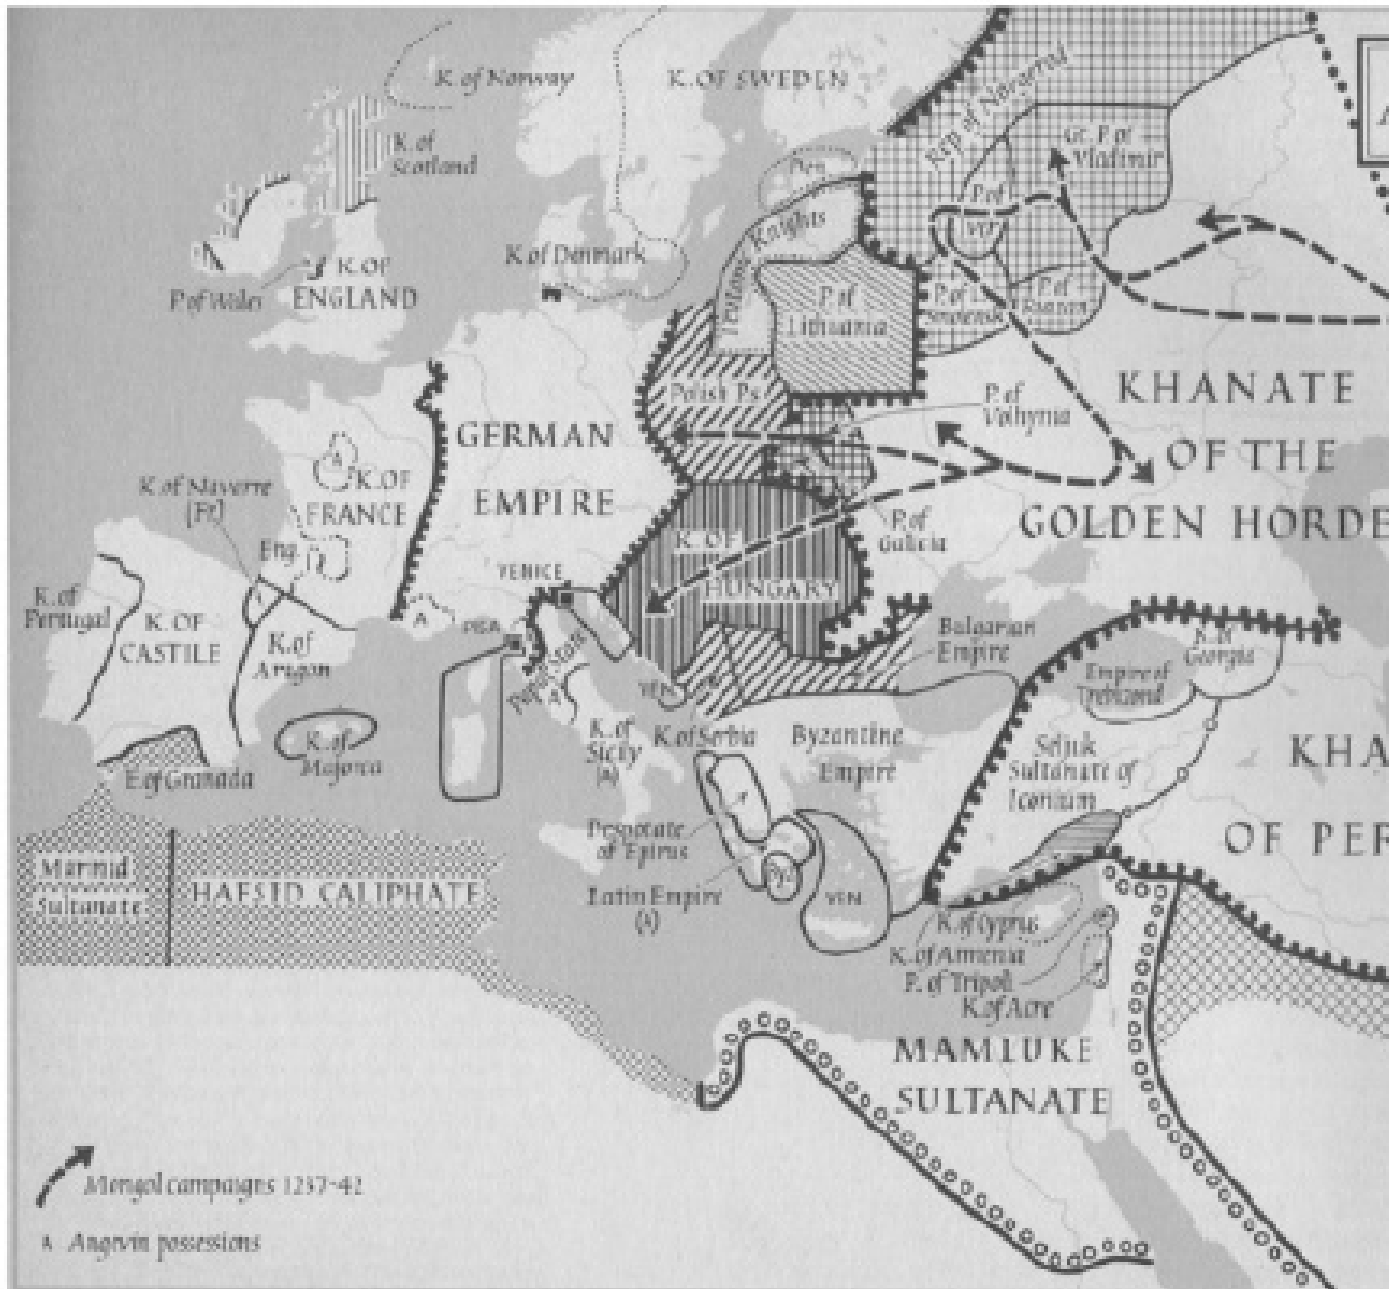 K. of Norway
K. OF SWEDEN
K. of
Scotland
Rep of Novgorod
Gt. P. of
Vladimir
P. of
Den
Teutonic Knights
K. of Denmark
K. OF
ENGLAND
P. of Wales
P. of
Lithuania
P. of
P. of
Riazan
Polish Ps
P. of
Volhynia
KHANATE
OF THE
GOLDEN HORDE
GERMAN
EMPIRE
A
K. OF
FRANCE
K. of Navarre
[Fr]
Eng.
K. OF
HUNGARY
P. of
Galicia
VENICE
PISA
A
Papal States
A
K. of
Portugal
K. OF
CASTILE
K. of
Aragon
K. of
Majorca
E. of Granada
Bulgarian
Empire
K. of
Georgia
Empire of
Trebizond
VEN
K. of Serbia
K. of
Sicily
(A)
Byzantine
Empire
Seljuk
Sultanate of
Iconium
KHA
OF PER
Despotate
of Epirus
Latin Empire
(A)
Byz
VEN
Marinid
Sultanate
HAFSID CALIPHATE
K. of Cyprus
K. of Armenia
P. of Tripoli
K. of Acre
MAMLUKE
SULTANATE
Mongol campaigns 1237-42
A Angevin possessions